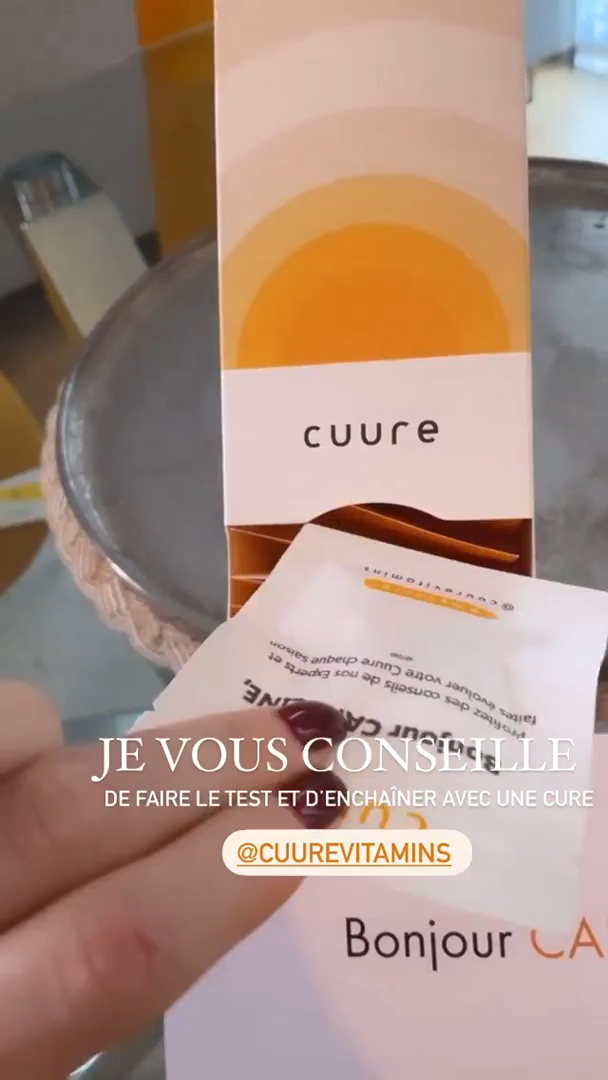 cuure
@cuurevitamins
faites évoluer votre Cuure chaque saison
profitez des conseils de nos Experts et
Bonjour
JE VOUS CONSEILLE
DE FAIRE LE TEST ET D'ENCHAÎNER AVEC UNE CURE
@CUUREVITAMINS
Bonjour CA